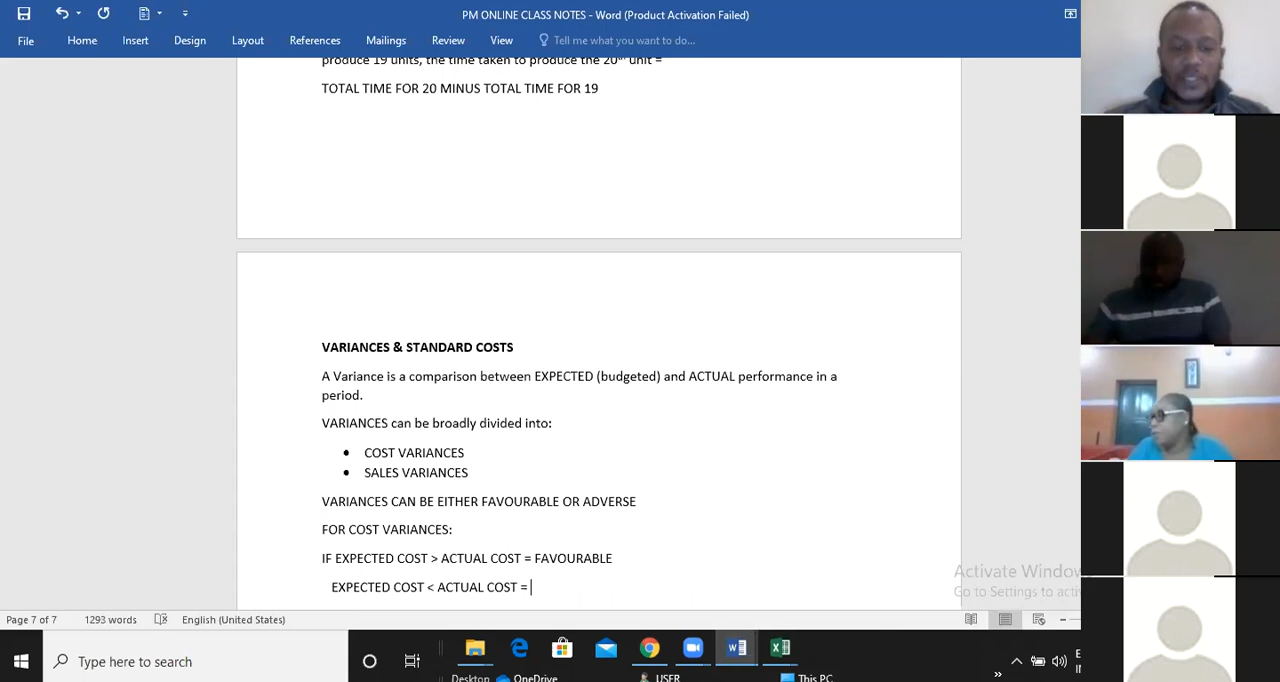 PM ONLINE CLASS NOTES - Word (Product Activation Failed)
File Home Insert Design Layout References Mailings Review View Tell me what you want to do...
produce 19 units, the time taken to produce the 20th unit =
TOTAL TIME FOR 20 MINUS TOTAL TIME FOR 19
VARIANCES & STANDARD COSTS
A Variance is a comparison between EXPECTED (budgeted) and ACTUAL performance in a
period.
VARIANCES can be broadly divided into:
• COST VARIANCES
• SALES VARIANCES
VARIANCES CAN BE EITHER FAVOURABLE OR ADVERSE
FOR COST VARIANCES:
IF EXPECTED COST > ACTUAL COST = FAVOURABLE
EXPECTED COST < ACTUAL COST =
Activate Window
Go to Settings to
Page 7 of 7 1293 words English (United States)
Type here to search
Desktop OneDrive USER This PC